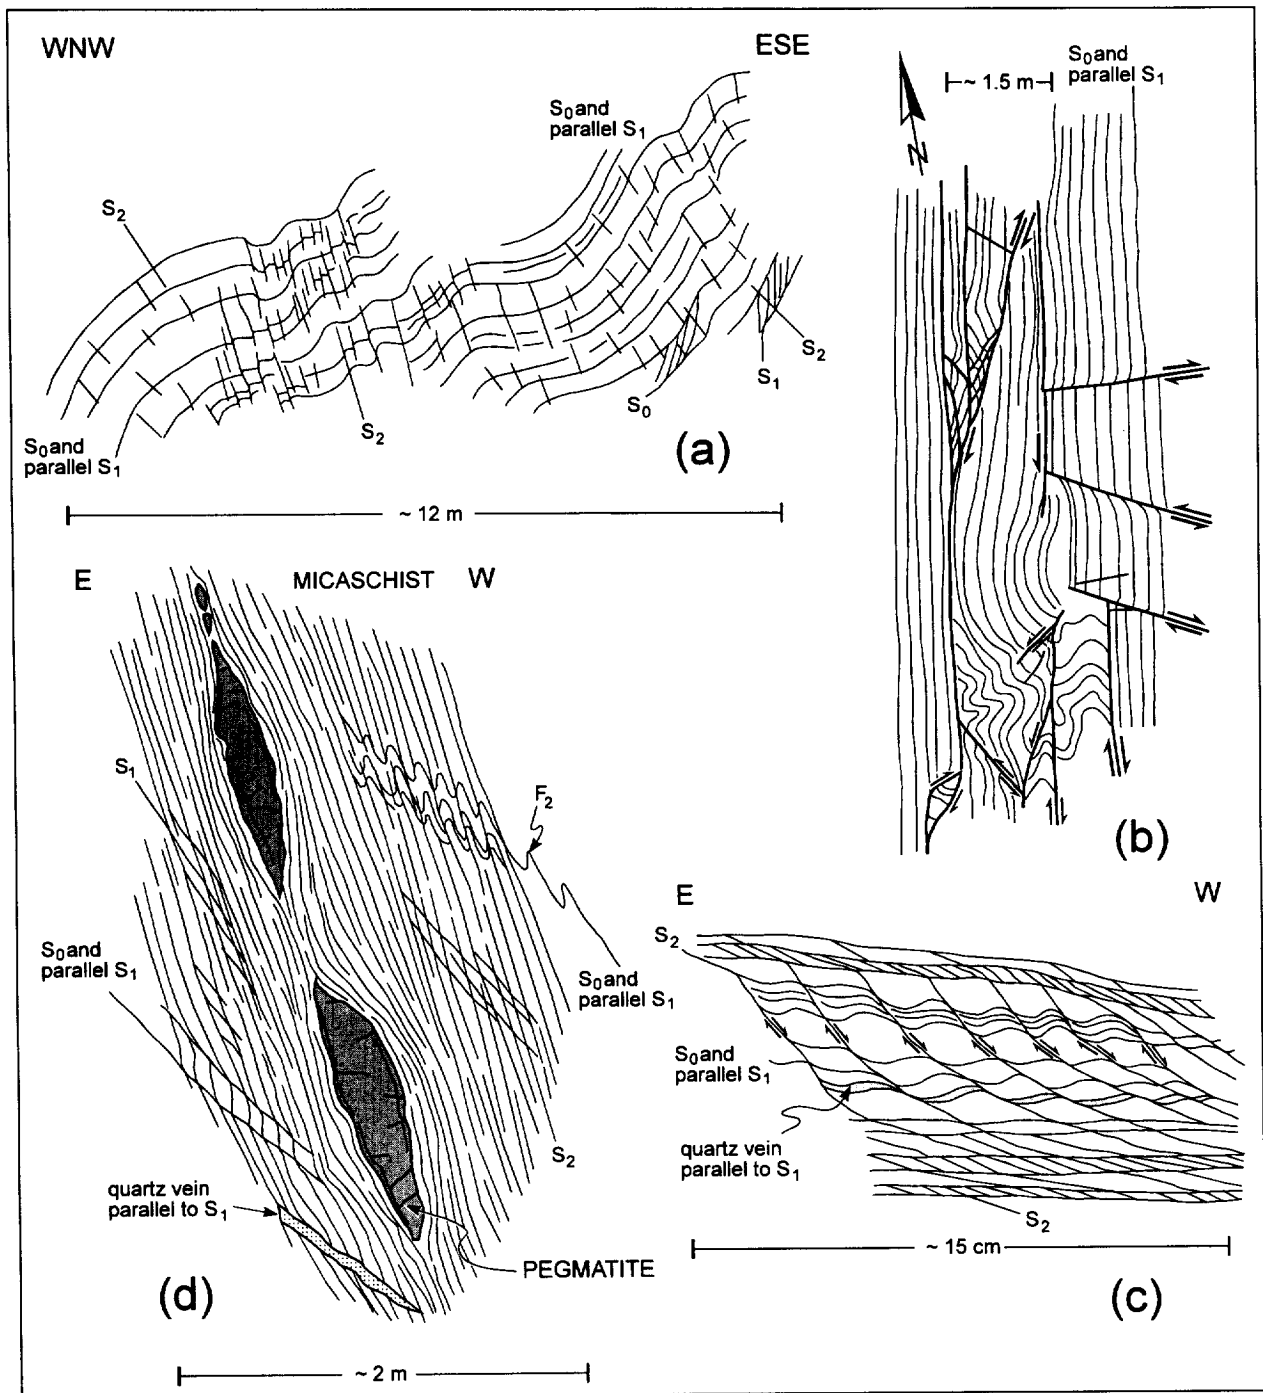 WNW
ESE
S0 and
parallel S1
S2
S0 and
parallel S1
S2
S0
S1
S2
(a)
~ 12 m
N
~ 1.5 m
S0 and
parallel S1
(b)
E
MICASCHIST
W
S1
S0 and
parallel S1
F2
S0 and
parallel S1
S2
quartz vein
parallel to S1
PEGMATITE
(d)
~ 2 m
E
W
S2
S0 and
parallel S1
quartz vein
parallel to S1
S2
~ 15 cm
(c)